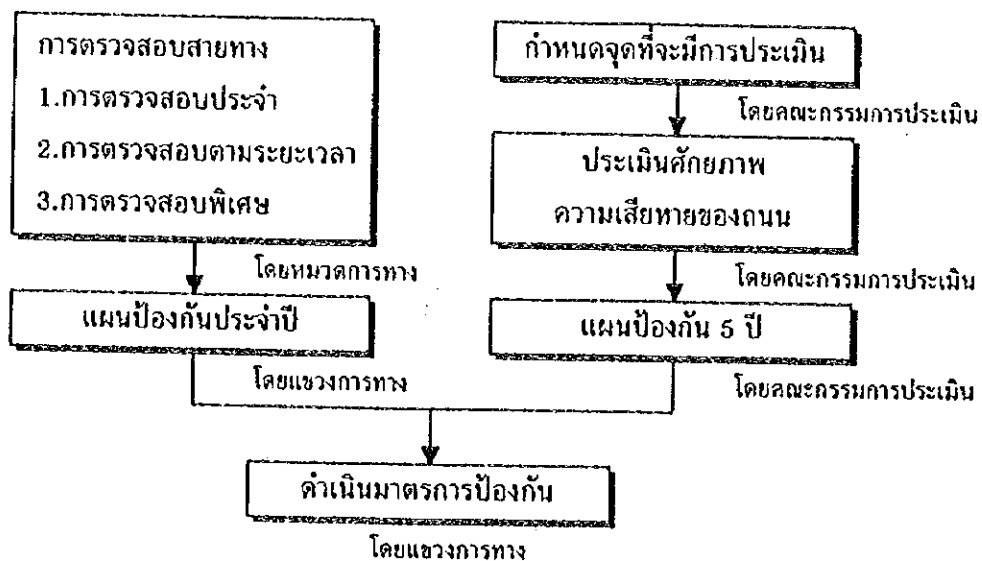 การตรวจสอบสายทาง
1.การตรวจสอบประจำ
2.การตรวจสอบตามระยะเวลา
3.การตรวจสอบพิเศษ
โดยหมวดการทาง
แผนป้องกันประจำปี
โดยแขวงการทาง
กำหนดจุดที่จะมีการประเมิน
โดยคณะกรรมการประเมิน
ประเมินศักยภาพ
ความเสียหายของถนน
โดยคณะกรรมการประเมิน
แผนป้องกัน 5 ปี
โดยคณะกรรมการประเมิน
ดำเนินมาตรการป้องกัน
โดยแขวงการทาง